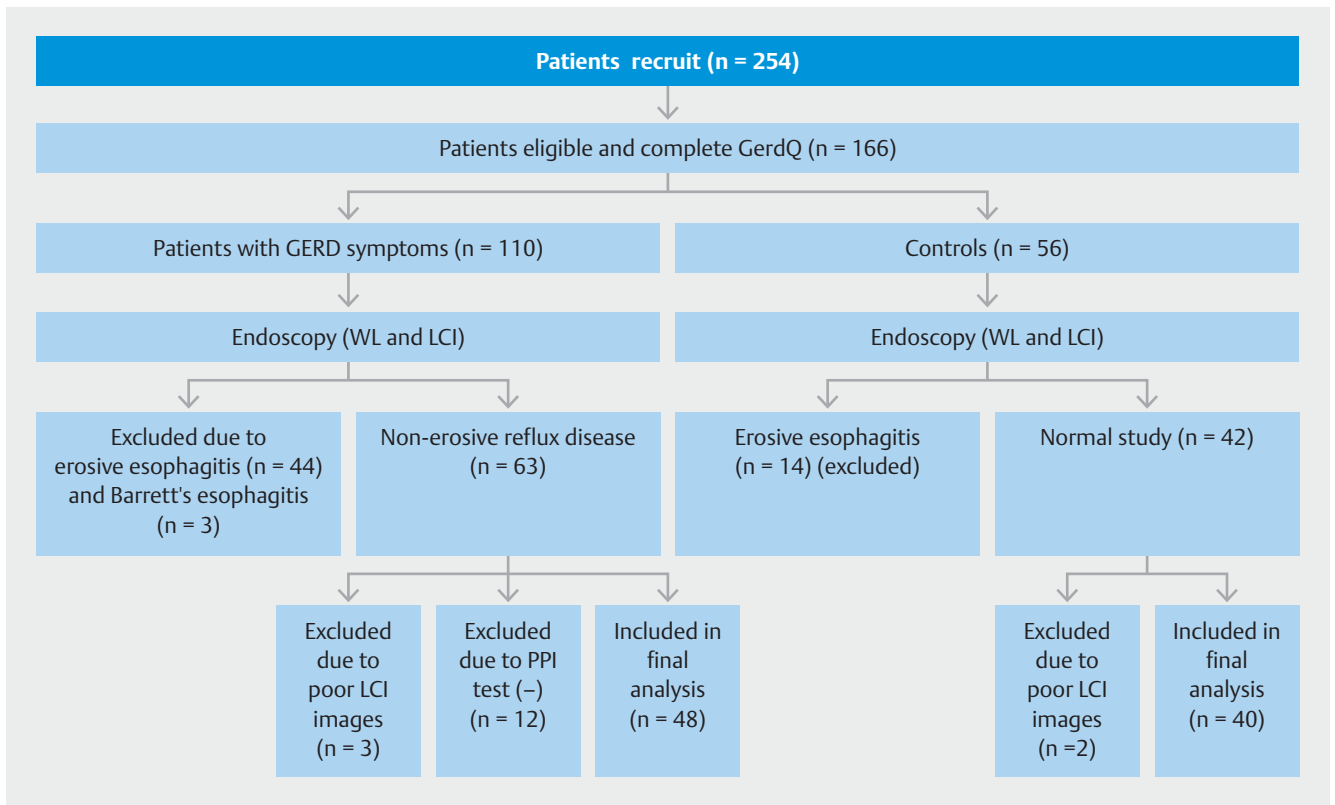 Patients recruit (n = 254)
Patients eligible and complete GerdQ (n = 166)
Patients with GERD symptoms (n = 110)
Controls (n = 56)
Endoscopy (WL and LCI)
Endoscopy (WL and LCI)
Excluded due to
erosive esophagitis (n = 44)
and Barrett's esophagitis
(n = 3)
Non-erosive reflux disease
(n = 63)
Erosive esophagitis
(n = 14) (excluded)
Normal study (n = 42)
Excluded
due to
poor LCI
images
(n = 3)
Excluded
due to PPI
test (–)
(n = 12)
Included in
final
analysis
(n = 48)
Excluded
due to
poor LCI
images
(n =2)
Included in
final
analysis
(n = 40)